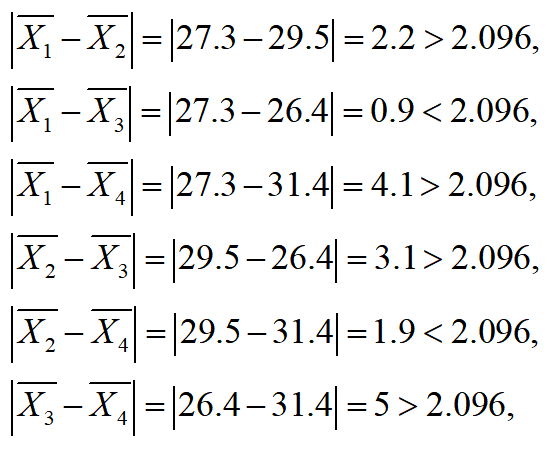 |X̅₁ − X̅₂| = |27.3 − 29.5| = 2.2 > 2.096,
|X̅₁ − X̅₃| = |27.3 − 26.4| = 0.9 < 2.096,
|X̅₁ − X̅₄| = |27.3 − 31.4| = 4.1 > 2.096,
|X̅₂ − X̅₃| = |29.5 − 26.4| = 3.1 > 2.096,
|X̅₂ − X̅₄| = |29.5 − 31.4| = 1.9 < 2.096,
|X̅₃ − X̅₄| = |26.4 − 31.4| = 5 > 2.096,